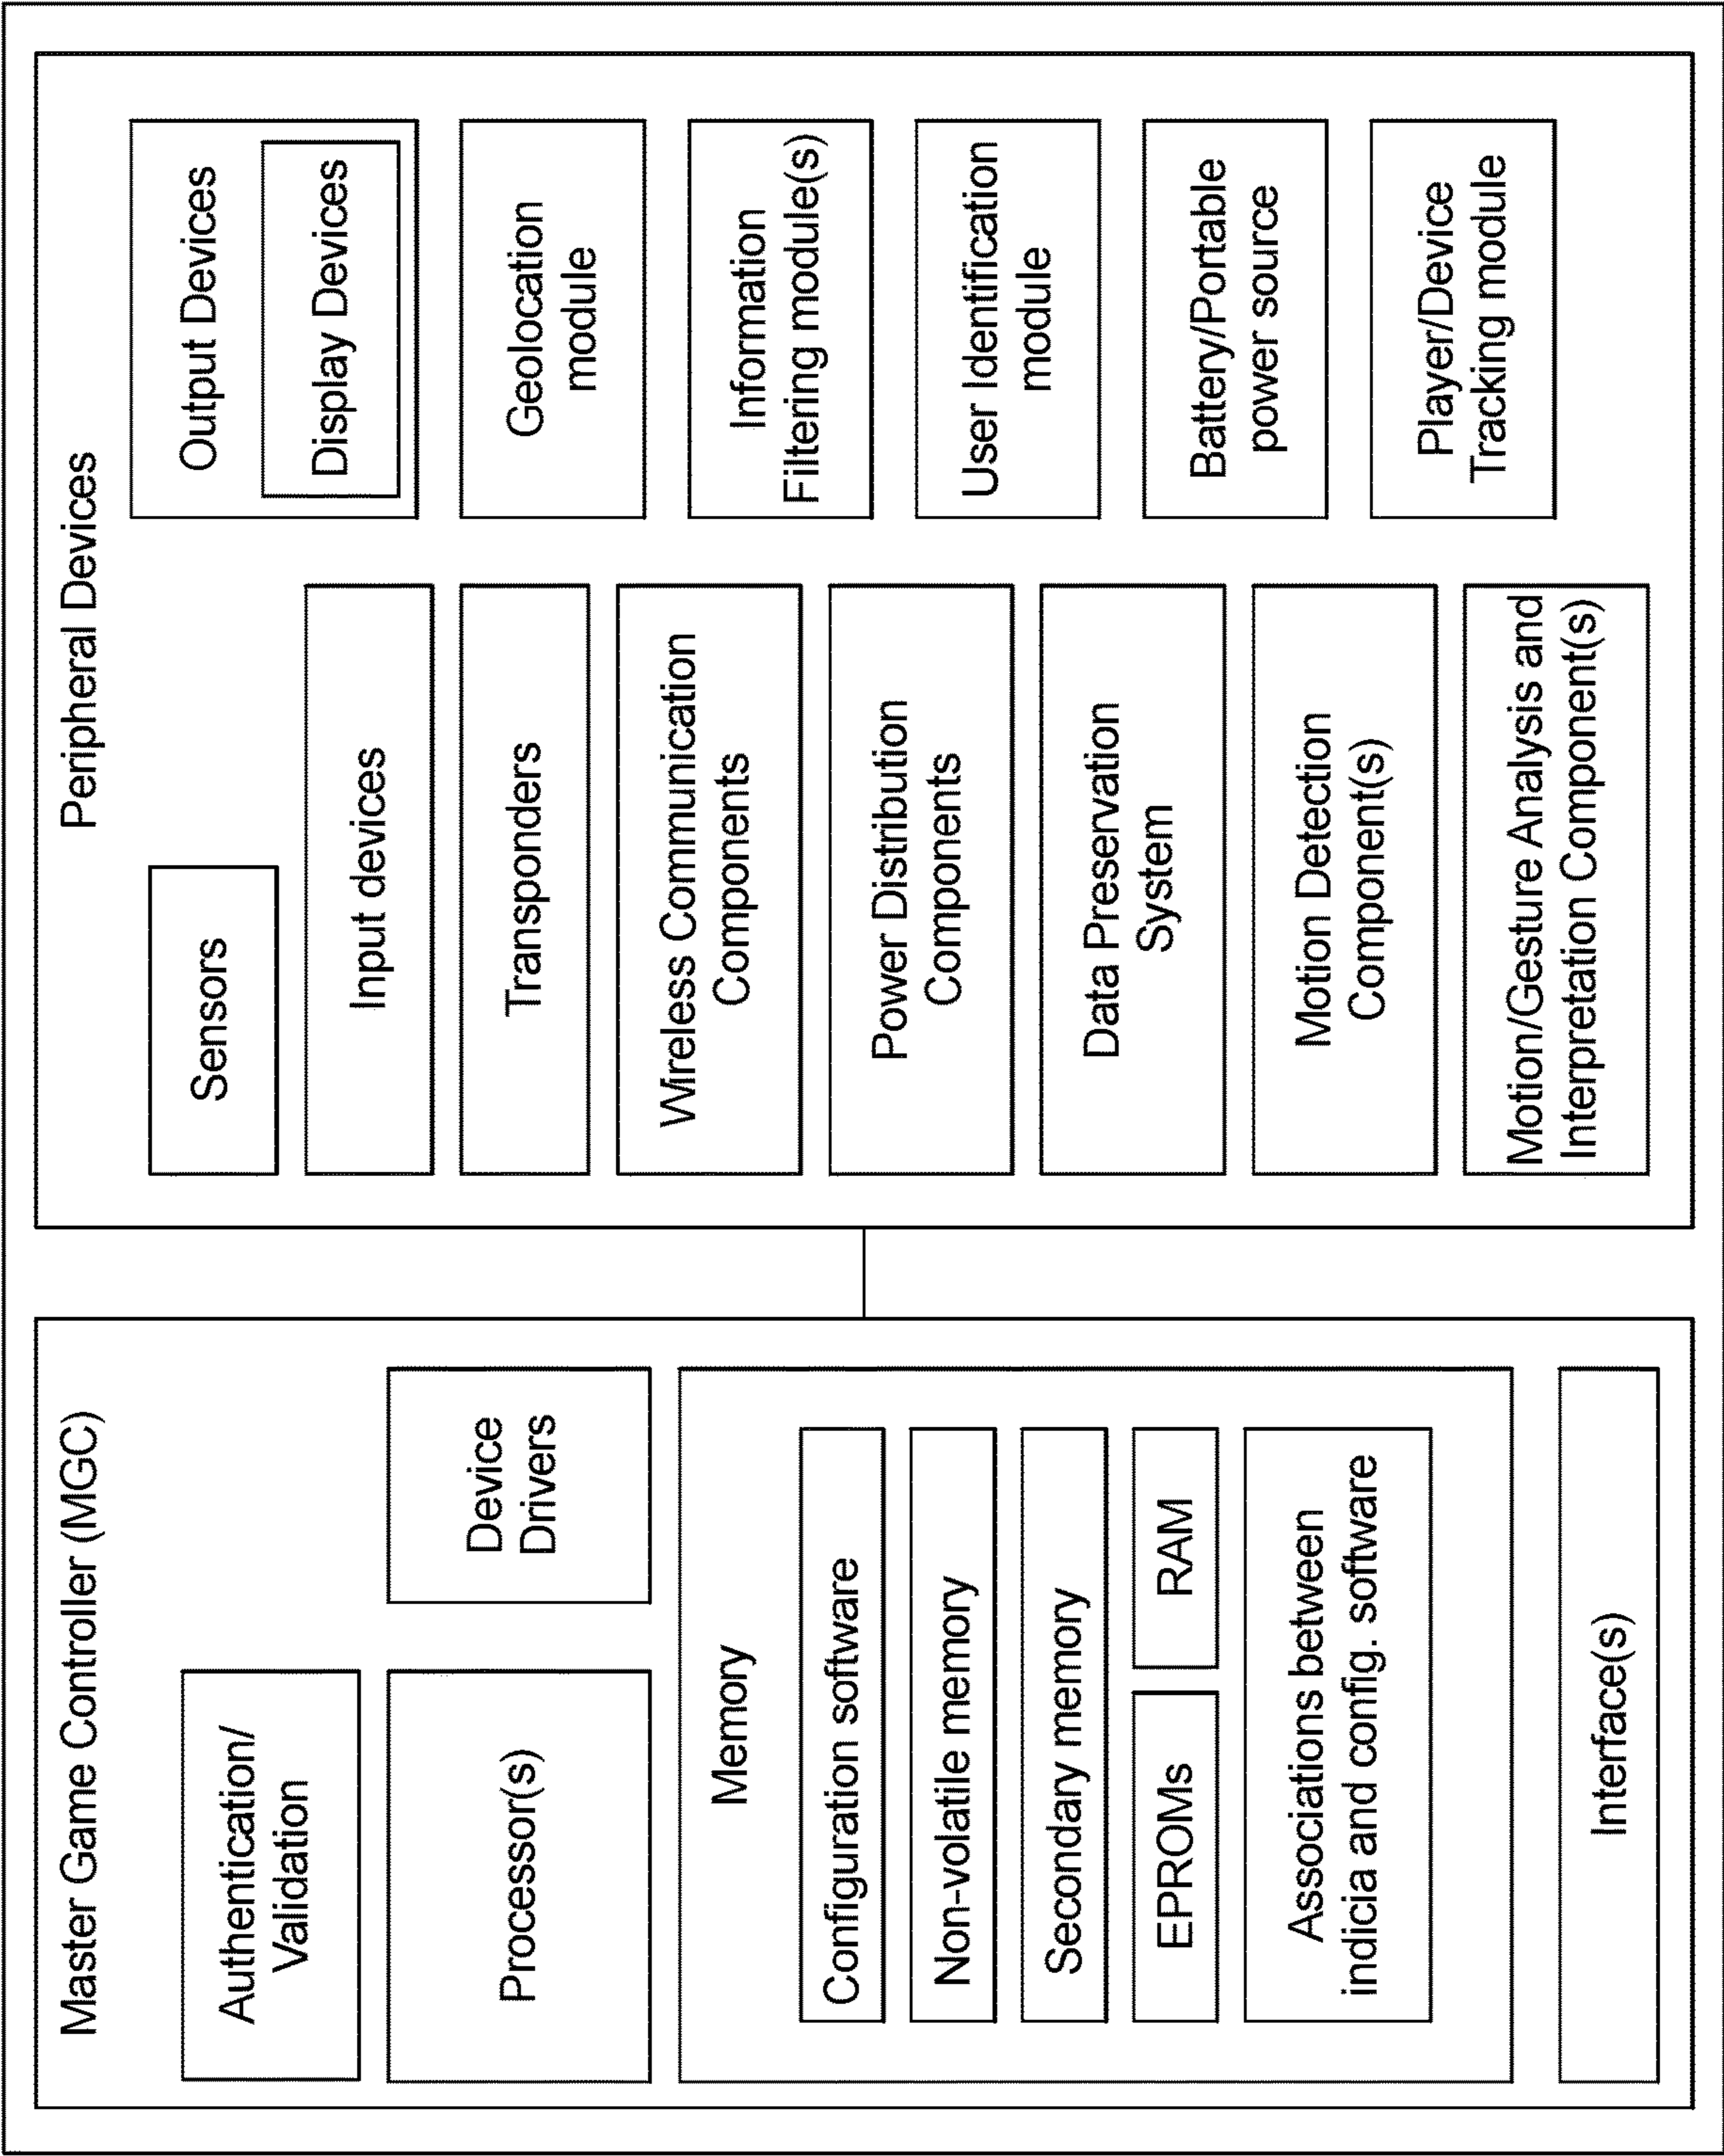 Master Game Controller (MGC)
Authentication/
Validation
Processor(s)
Device
Drivers
Memory
Configuration software
Non-volatile memory
Secondary memory
EPROMs
RAM
Associations between
indicia and config. software
Interface(s)
Peripheral Devices
Sensors
Input devices
Transponders
Wireless Communication
Components
Power Distribution
Components
Data Preservation
System
Motion Detection
Component(s)
Motion/Gesture Analysis and
Interpretation Component(s)
Output Devices
Display Devices
Geolocation
module
Information
Filtering module(s)
User Identification
module
Battery/Portable
power source
Player/Device
Tracking module